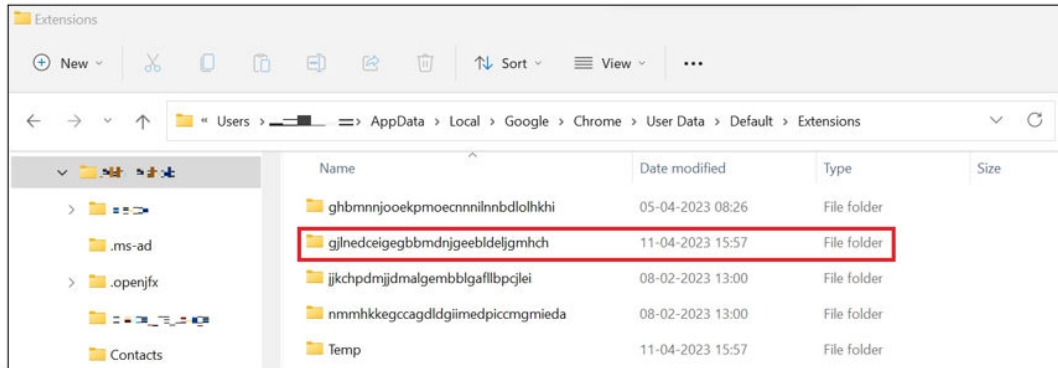 Extensions
New Sort View ...
« Users > > AppData > Local > Google > Chrome > User Data > Default > Extensions
Name Date modified Type Size
ghbmnnjooekpmoecnnnilnnbdlolhkhi 05-04-2023 08:26 File folder
gjlnedceigegbbmdnjgeebldeljgmhch 11-04-2023 15:57 File folder
.ms-ad
.openjfx
jjkchpdmjjdmalgembblgafllbpcjlei 08-02-2023 13:00 File folder
nmmhkkegccagdldgiimedpiccmgmieda 08-02-2023 13:00 File folder
Contacts
Temp 11-04-2023 15:57 File folder